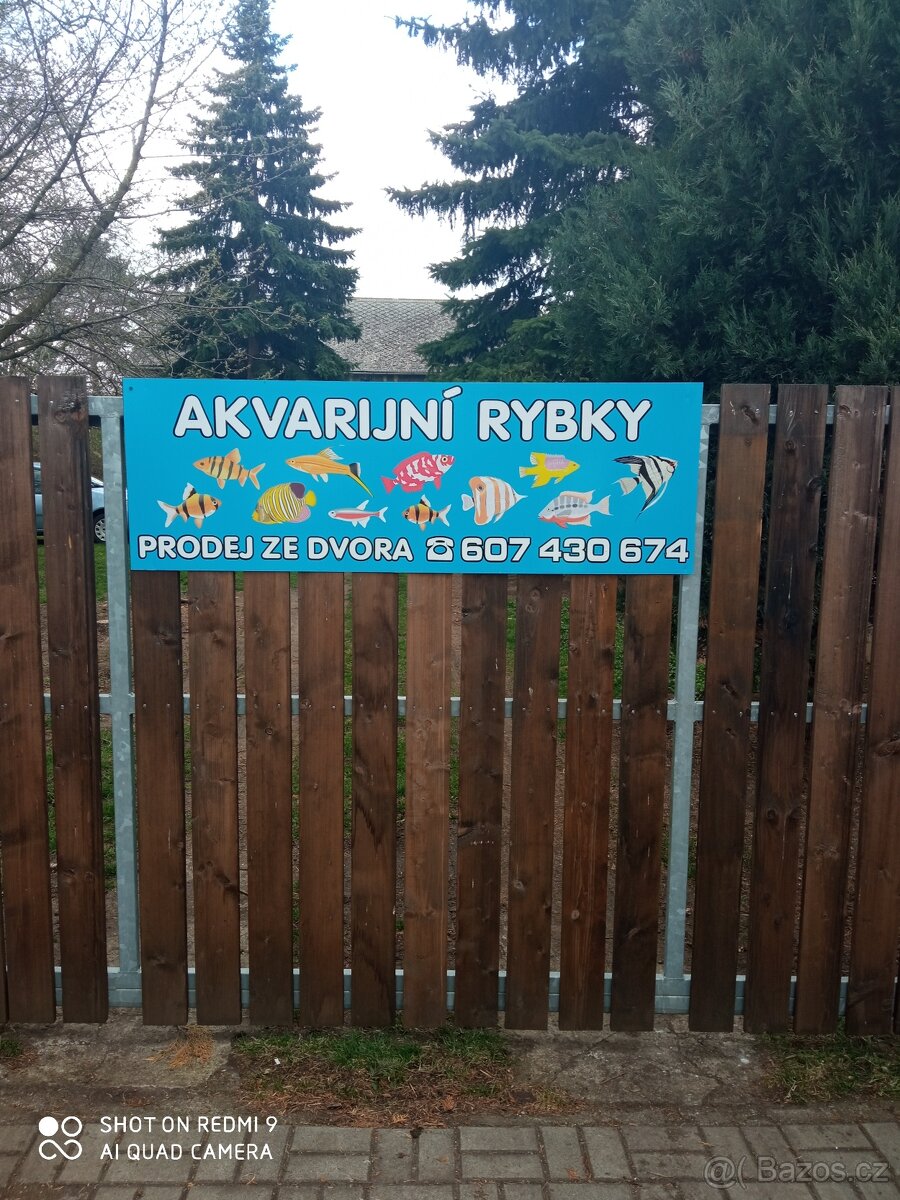 AKVARIJNÍ RYBKY
PRODEJ ZE DVORA ☎ 607 430 674
SHOT ON REDMI 9
AI QUAD CAMERA
@( Bazos.cz